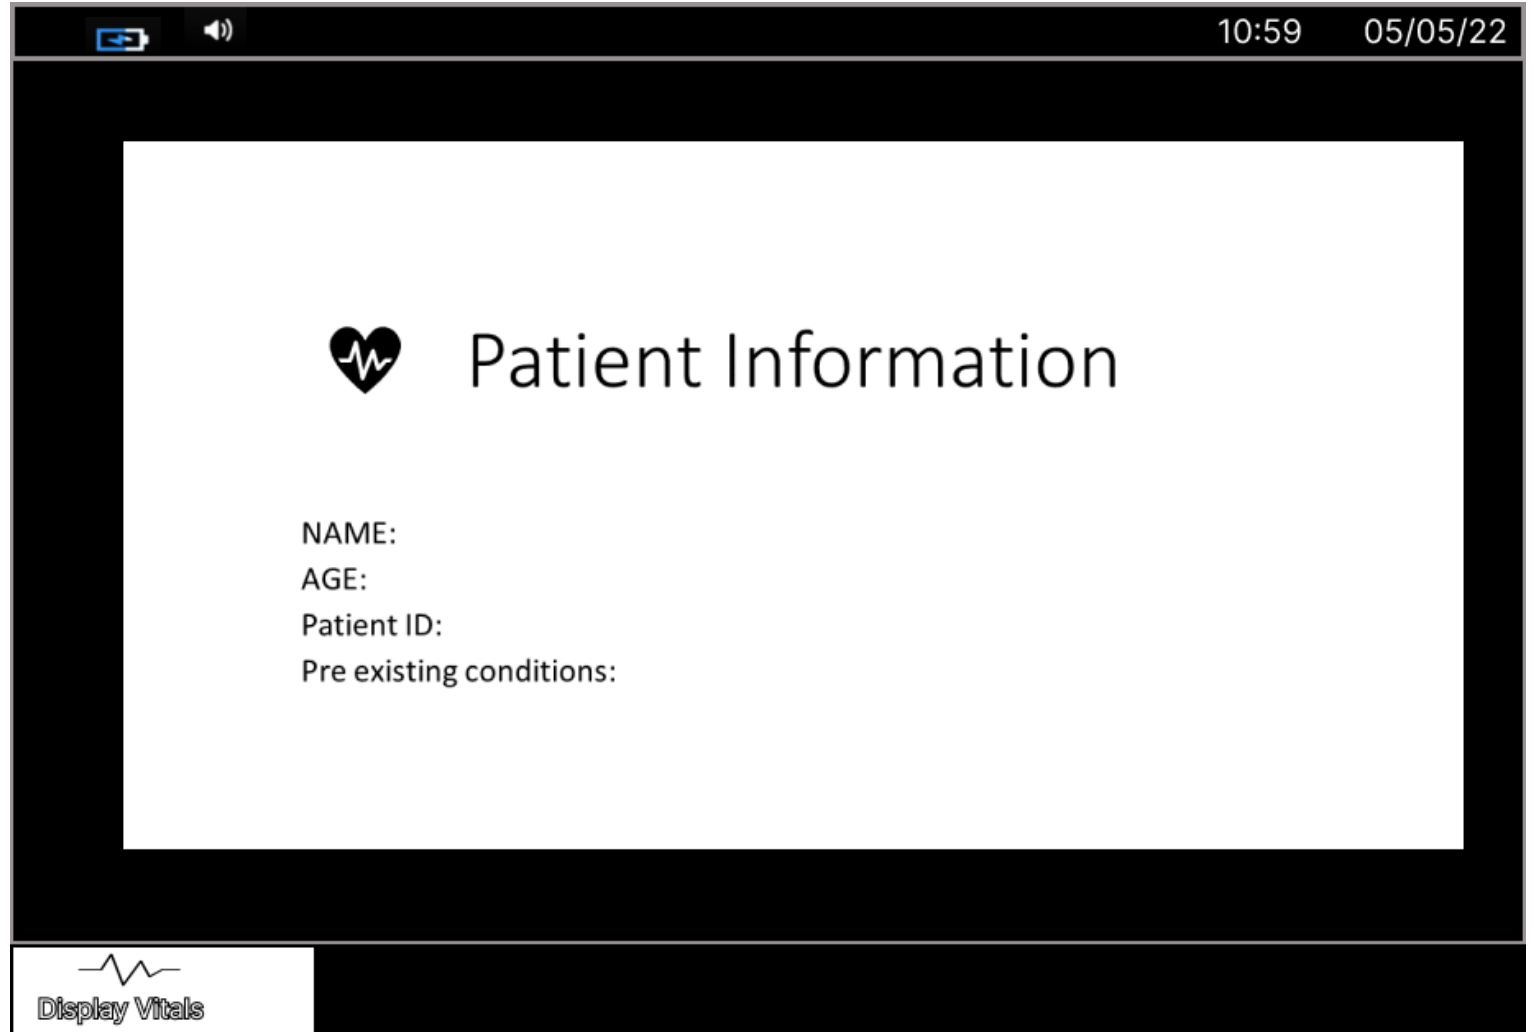 10:59 05/05/22
Patient Information
NAME:
AGE:
Patient ID:
Pre existing conditions:
Display Vitals